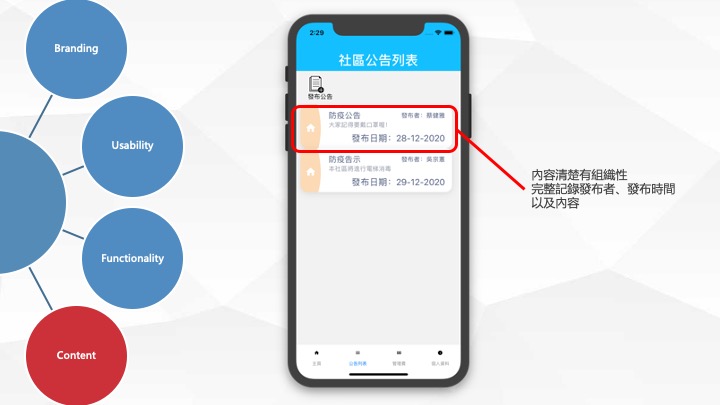 Branding
Usability
Functionality
Content
2:29
社區公告列表
發布公告
防疫公告 發布者：蔡健雅
大家記得要戴口罩喔！
發布日期：28-12-2020
防疫告示 發布者：吳宗憲
本社區將進行電梯消毒
發布日期：29-12-2020
主頁 公告列表 管理費 個人資料
內容清楚有組織性
完整記錄發布者、發布時間
以及內容